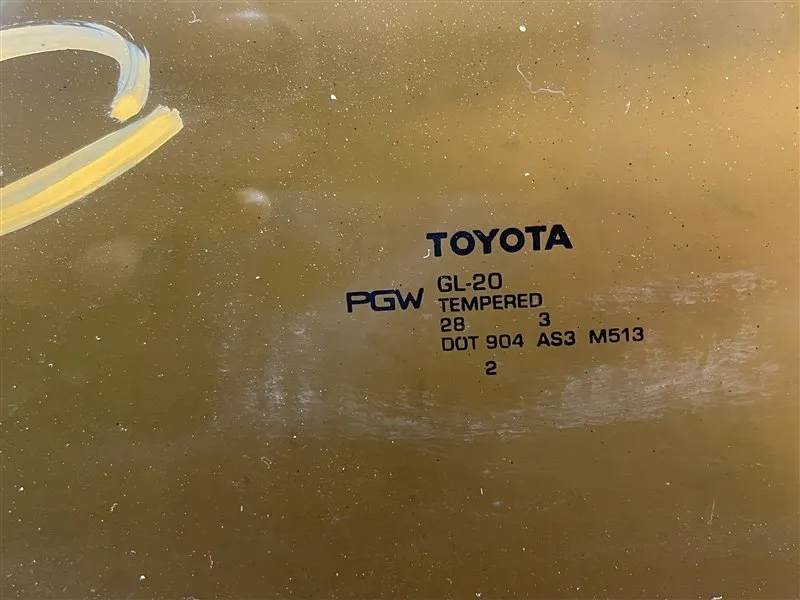 TOYOTA
PGW
GL-20
TEMPERED
28 3
DOT 904 AS3 M513
2